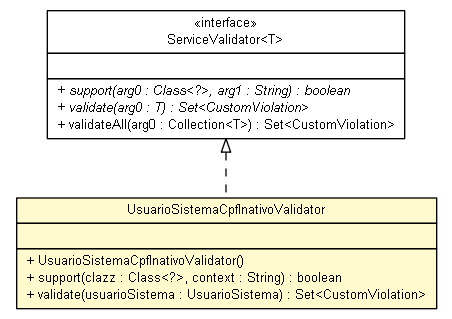 «interface»
ServiceValidator<T>
+ support(arg0 : Class<?>, arg1 : String) : boolean
+ validate(arg0 : T) : Set<CustomViolation>
+ validateAll(arg0 : Collection<T>) : Set<CustomViolation>
UsuarioSistemaCpfInativoValidator
+ UsuarioSistemaCpfInativoValidator()
+ support(clazz : Class<?>, context : String) : boolean
+ validate(usuarioSistema : UsuarioSistema) : Set<CustomViolation>